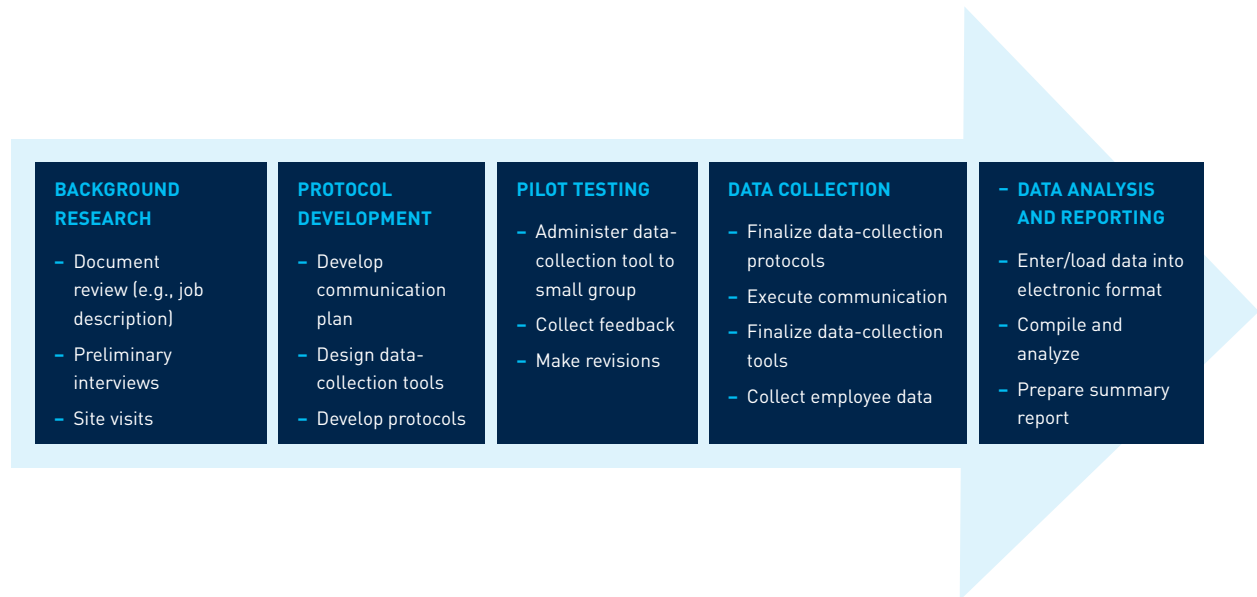 BACKGROUND
RESEARCH
– Document
review (e.g., job
description)
– Preliminary
interviews
– Site visits
PROTOCOL
DEVELOPMENT
– Develop
communication
plan
– Design data-
collection tools
– Develop protocols
PILOT TESTING
– Administer data-
collection tool to
small group
– Collect feedback
– Make revisions
DATA COLLECTION
– Finalize data-collection
protocols
– Execute communication
– Finalize data-collection
tools
– Collect employee data
– DATA ANALYSIS
AND REPORTING
– Enter/load data into
electronic format
– Compile and
analyze
– Prepare summary
report